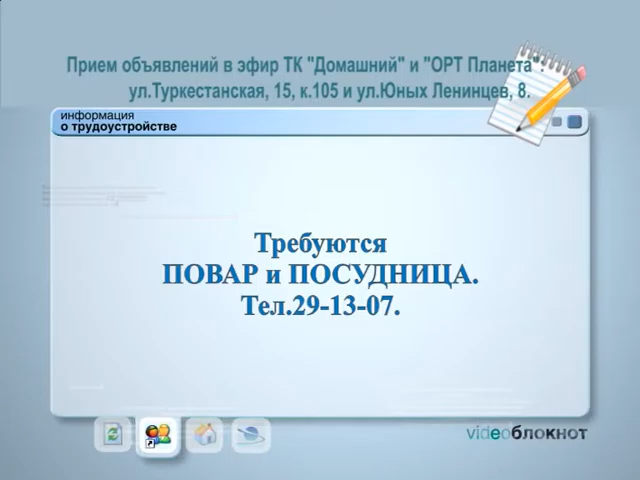 Прием объявлений в эфир ТК "Домашний" и "ОРТ Планета":
ул.Туркестанская, 15, к.105 и ул.Юных Ленинцев, 8.
информация
о трудоустройстве
Требуются
ПОВАР и ПОСУДНИЦА.
Тел.29-13-07.
videoблокнот